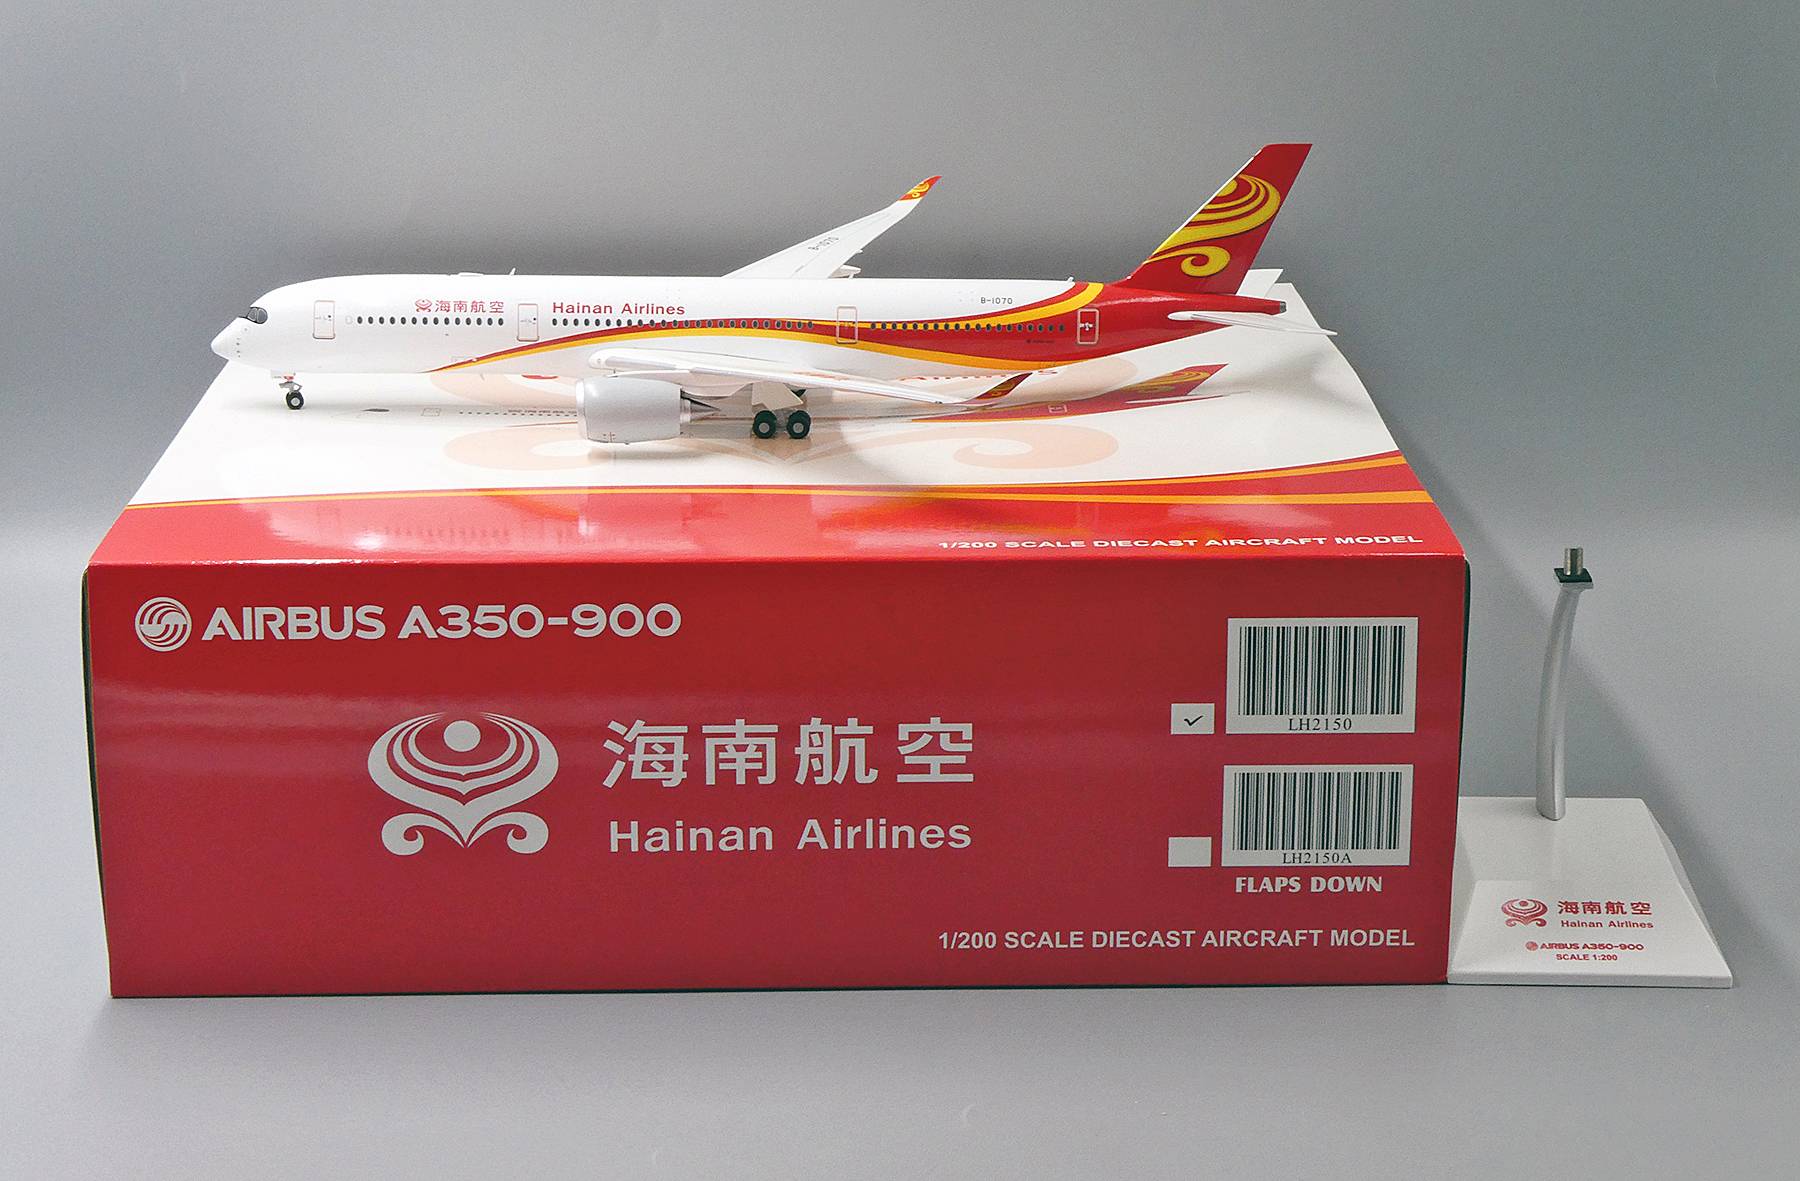 B-1070
海南航空 Hainan Airlines
B-1070
1/200 SCALE DIECAST AIRCRAFT MODEL
AIRBUS A350-900
海南航空
Hainan Airlines
LH2150
LH2150A
FLAPS DOWN
1/200 SCALE DIECAST AIRCRAFT MODEL
海南航空
Hainan Airlines
AIRBUS A350-900
SCALE 1:200